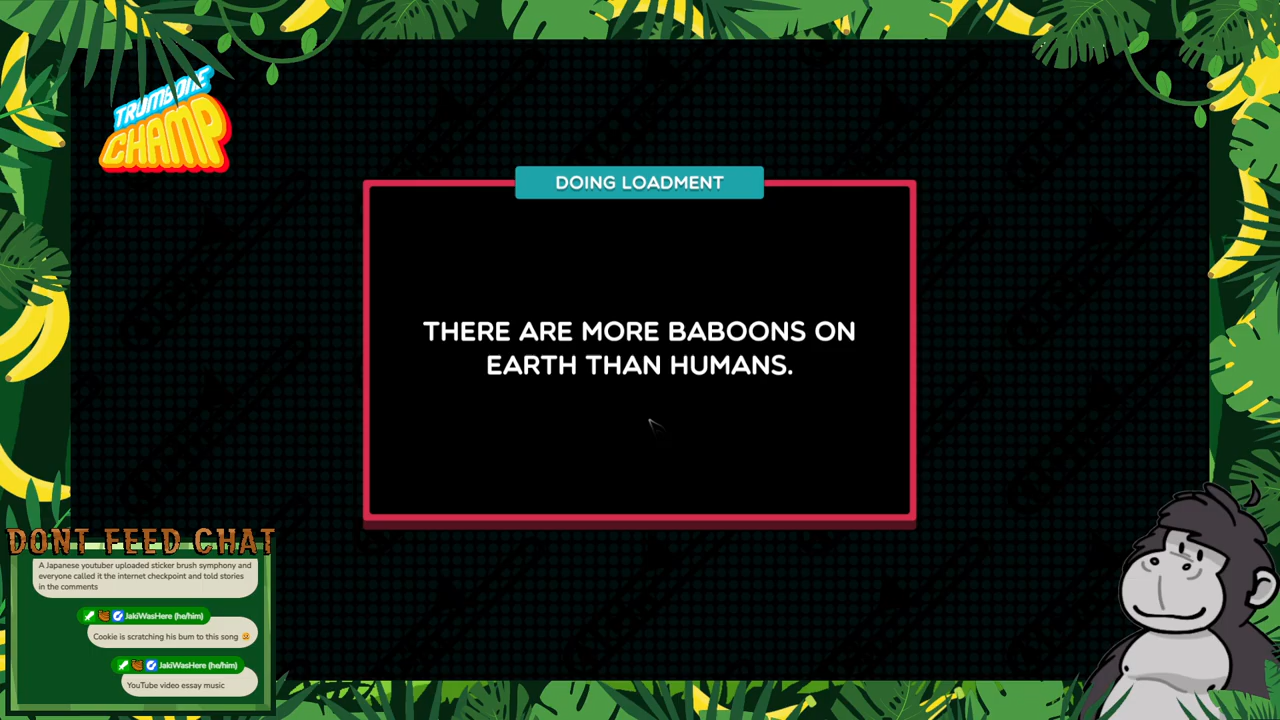 TROMBONE
CHAMP
DOING LOADMENT
THERE ARE MORE BABOONS ON
EARTH THAN HUMANS.
DONT FEED CHAT
A Japanese youtuber uploaded sticker brush symphony and
everyone called it the internet checkpoint and told stories
in the comments
JakiWasHere (he/him)
Cookie is scratching his bum to this song
JakiWasHere (he/him)
YouTube video essay music